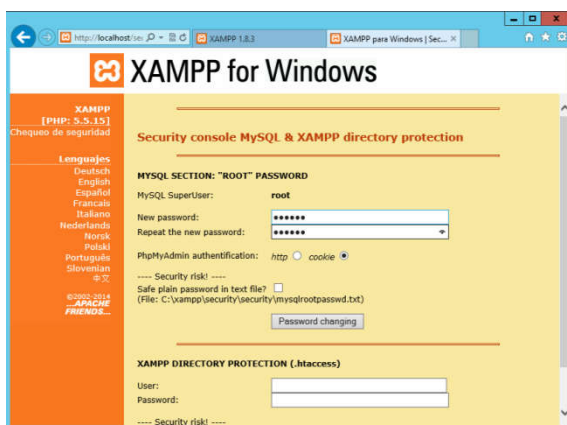 http://localhost/sec
XAMPP 1.8.3
XAMPP para Windows | Sec...
XAMPP for Windows
XAMPP
[PHP: 5.5.15]
Chequeo de seguridad
Lenguajes
Deutsch
English
Español
Francais
Italiano
Nederlands
Norsk
Polski
Português
Slovenian
中文
©2002-2014
...APACHE
FRIENDS...
Security console MySQL & XAMPP directory protection
MYSQL SECTION: "ROOT" PASSWORD
MySQL SuperUser: root
New password: ••••••
Repeat the new password: ••••••
PhpMyAdmin authentification: http cookie
---- Security risk! ----
Safe plain password in text file?
(File: C:\xampp\security\security\mysqlrootpasswd.txt)
Password changing
XAMPP DIRECTORY PROTECTION (.htaccess)
User:
Password:
---- Security risk! ----